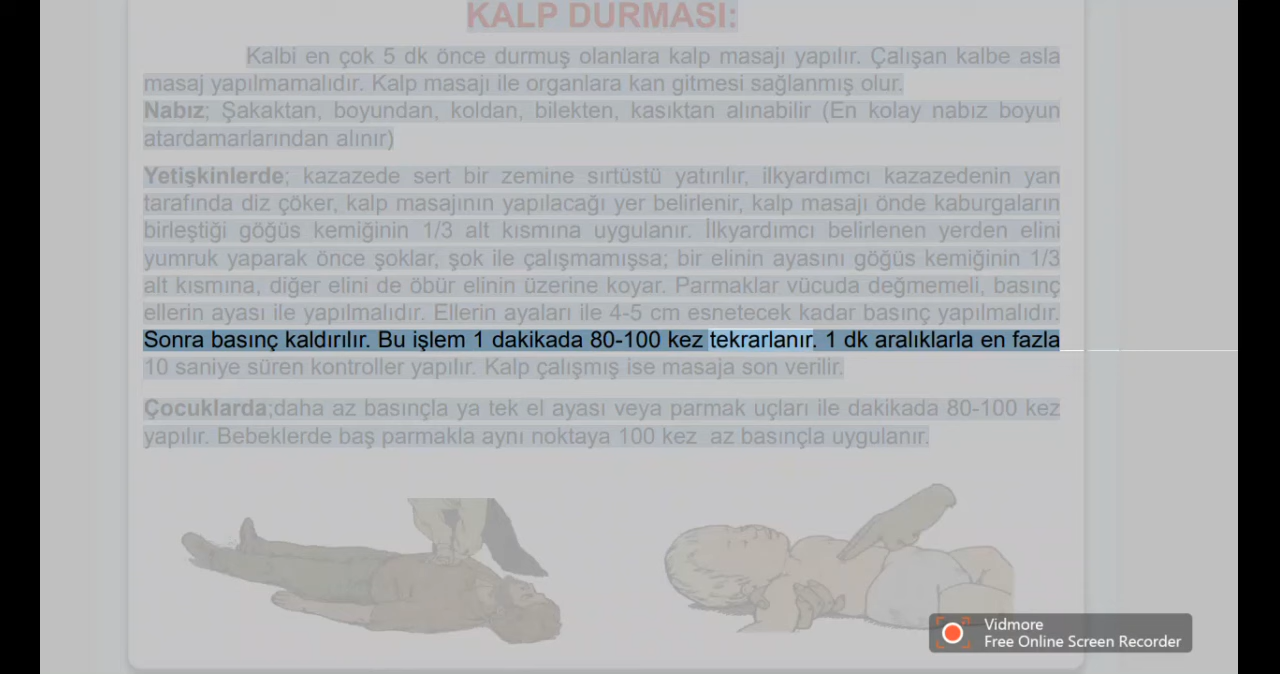 KALP DURMASI:
Kalbi en çok 5 dk önce durmuş olanlara kalp masajı yapılır. Çalışan kalbe asla
masaj yapılmamalıdır. Kalp masajı ile organlara kan gitmesi sağlanmış olur.
Nabız; Şakaktan, boyundan, koldan, bilekten, kasıktan alınabilir (En kolay nabız boyun
atardamarlarından alınır)
Yetişkinlerde; kazazede sert bir zemine sırtüstü yatırılır, ilkyardımcı kazazedenin yan
tarafında diz çöker, kalp masajının yapılacağı yer belirlenir, kalp masajı önde kaburgaların
birleştiği göğüs kemiğinin 1/3 alt kısmına uygulanır. İlkyardımcı belirlenen yerden elini
yumruk yaparak önce şoklar, şok ile çalışmamışsa; bir elinin ayasını göğüs kemiğinin 1/3
alt kısmına, diğer elini de öbür elinin üzerine koyar. Parmaklar vücuda değmemeli, basınç
ellerin ayası ile yapılmalıdır. Ellerin ayaları ile 4-5 cm esnetecek kadar basınç yapılmalıdır.
Sonra basınç kaldırılır. Bu işlem 1 dakikada 80-100 kez tekrarlanır. 1 dk aralıklarla en fazla
10 saniye süren kontroller yapılır. Kalp çalışmış ise masaja son verilir.
Çocuklarda;daha az basınçla ya tek el ayası veya parmak uçları ile dakikada 80-100 kez
yapılır. Bebeklerde baş parmakla aynı noktaya 100 kez az basınçla uygulanır.
Vidmore
Free Online Screen Recorder